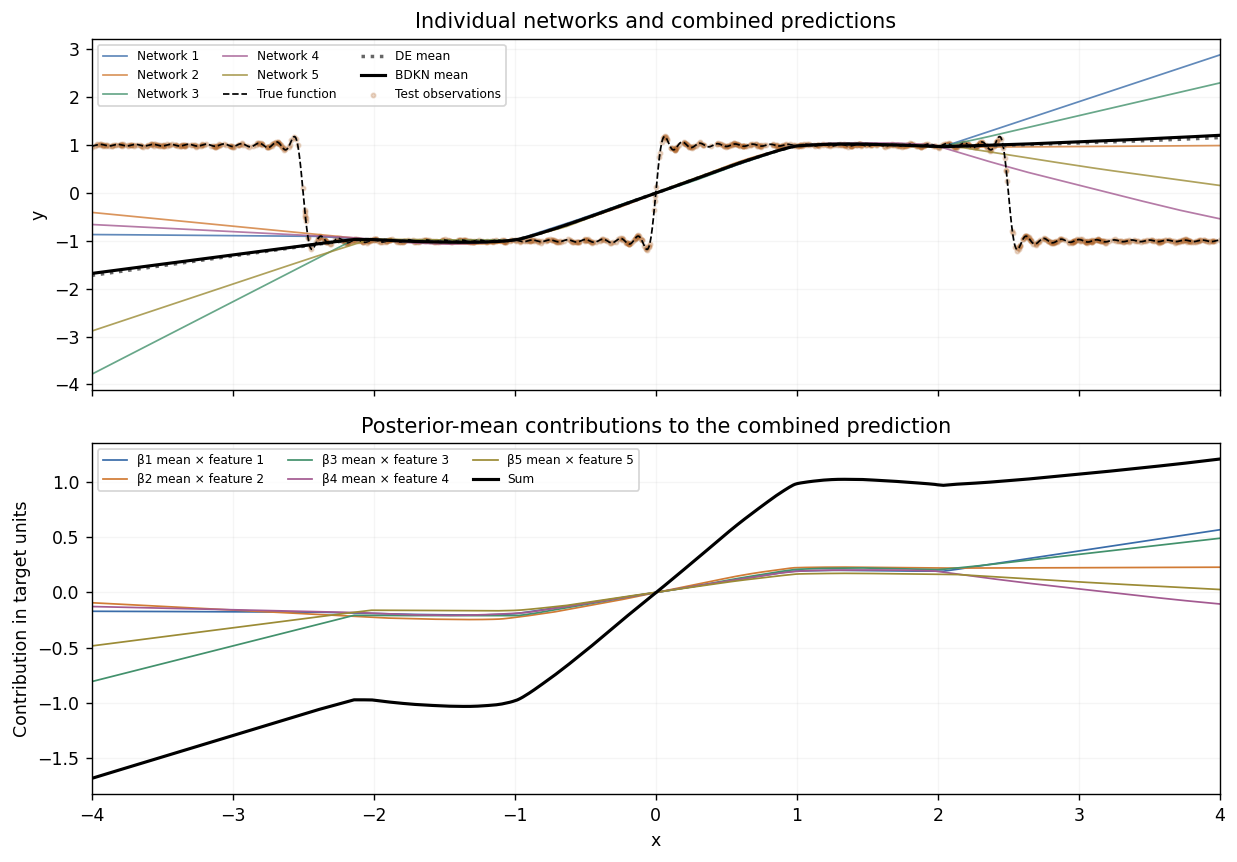 Individual networks and combined predictions
Network 1 Network 4 DE mean
Network 2 Network 5 BDKN mean
Network 3 True function Test observations
3
2
1
0
−1
−2
−3
−4
y
Posterior-mean contributions to the combined prediction
β1 mean × feature 1 β3 mean × feature 3 β5 mean × feature 5
β2 mean × feature 2 β4 mean × feature 4 Sum
1.0
0.5
0.0
−0.5
−1.0
−1.5
Contribution in target units
−4 −3 −2 −1 0 1 2 3 4
x